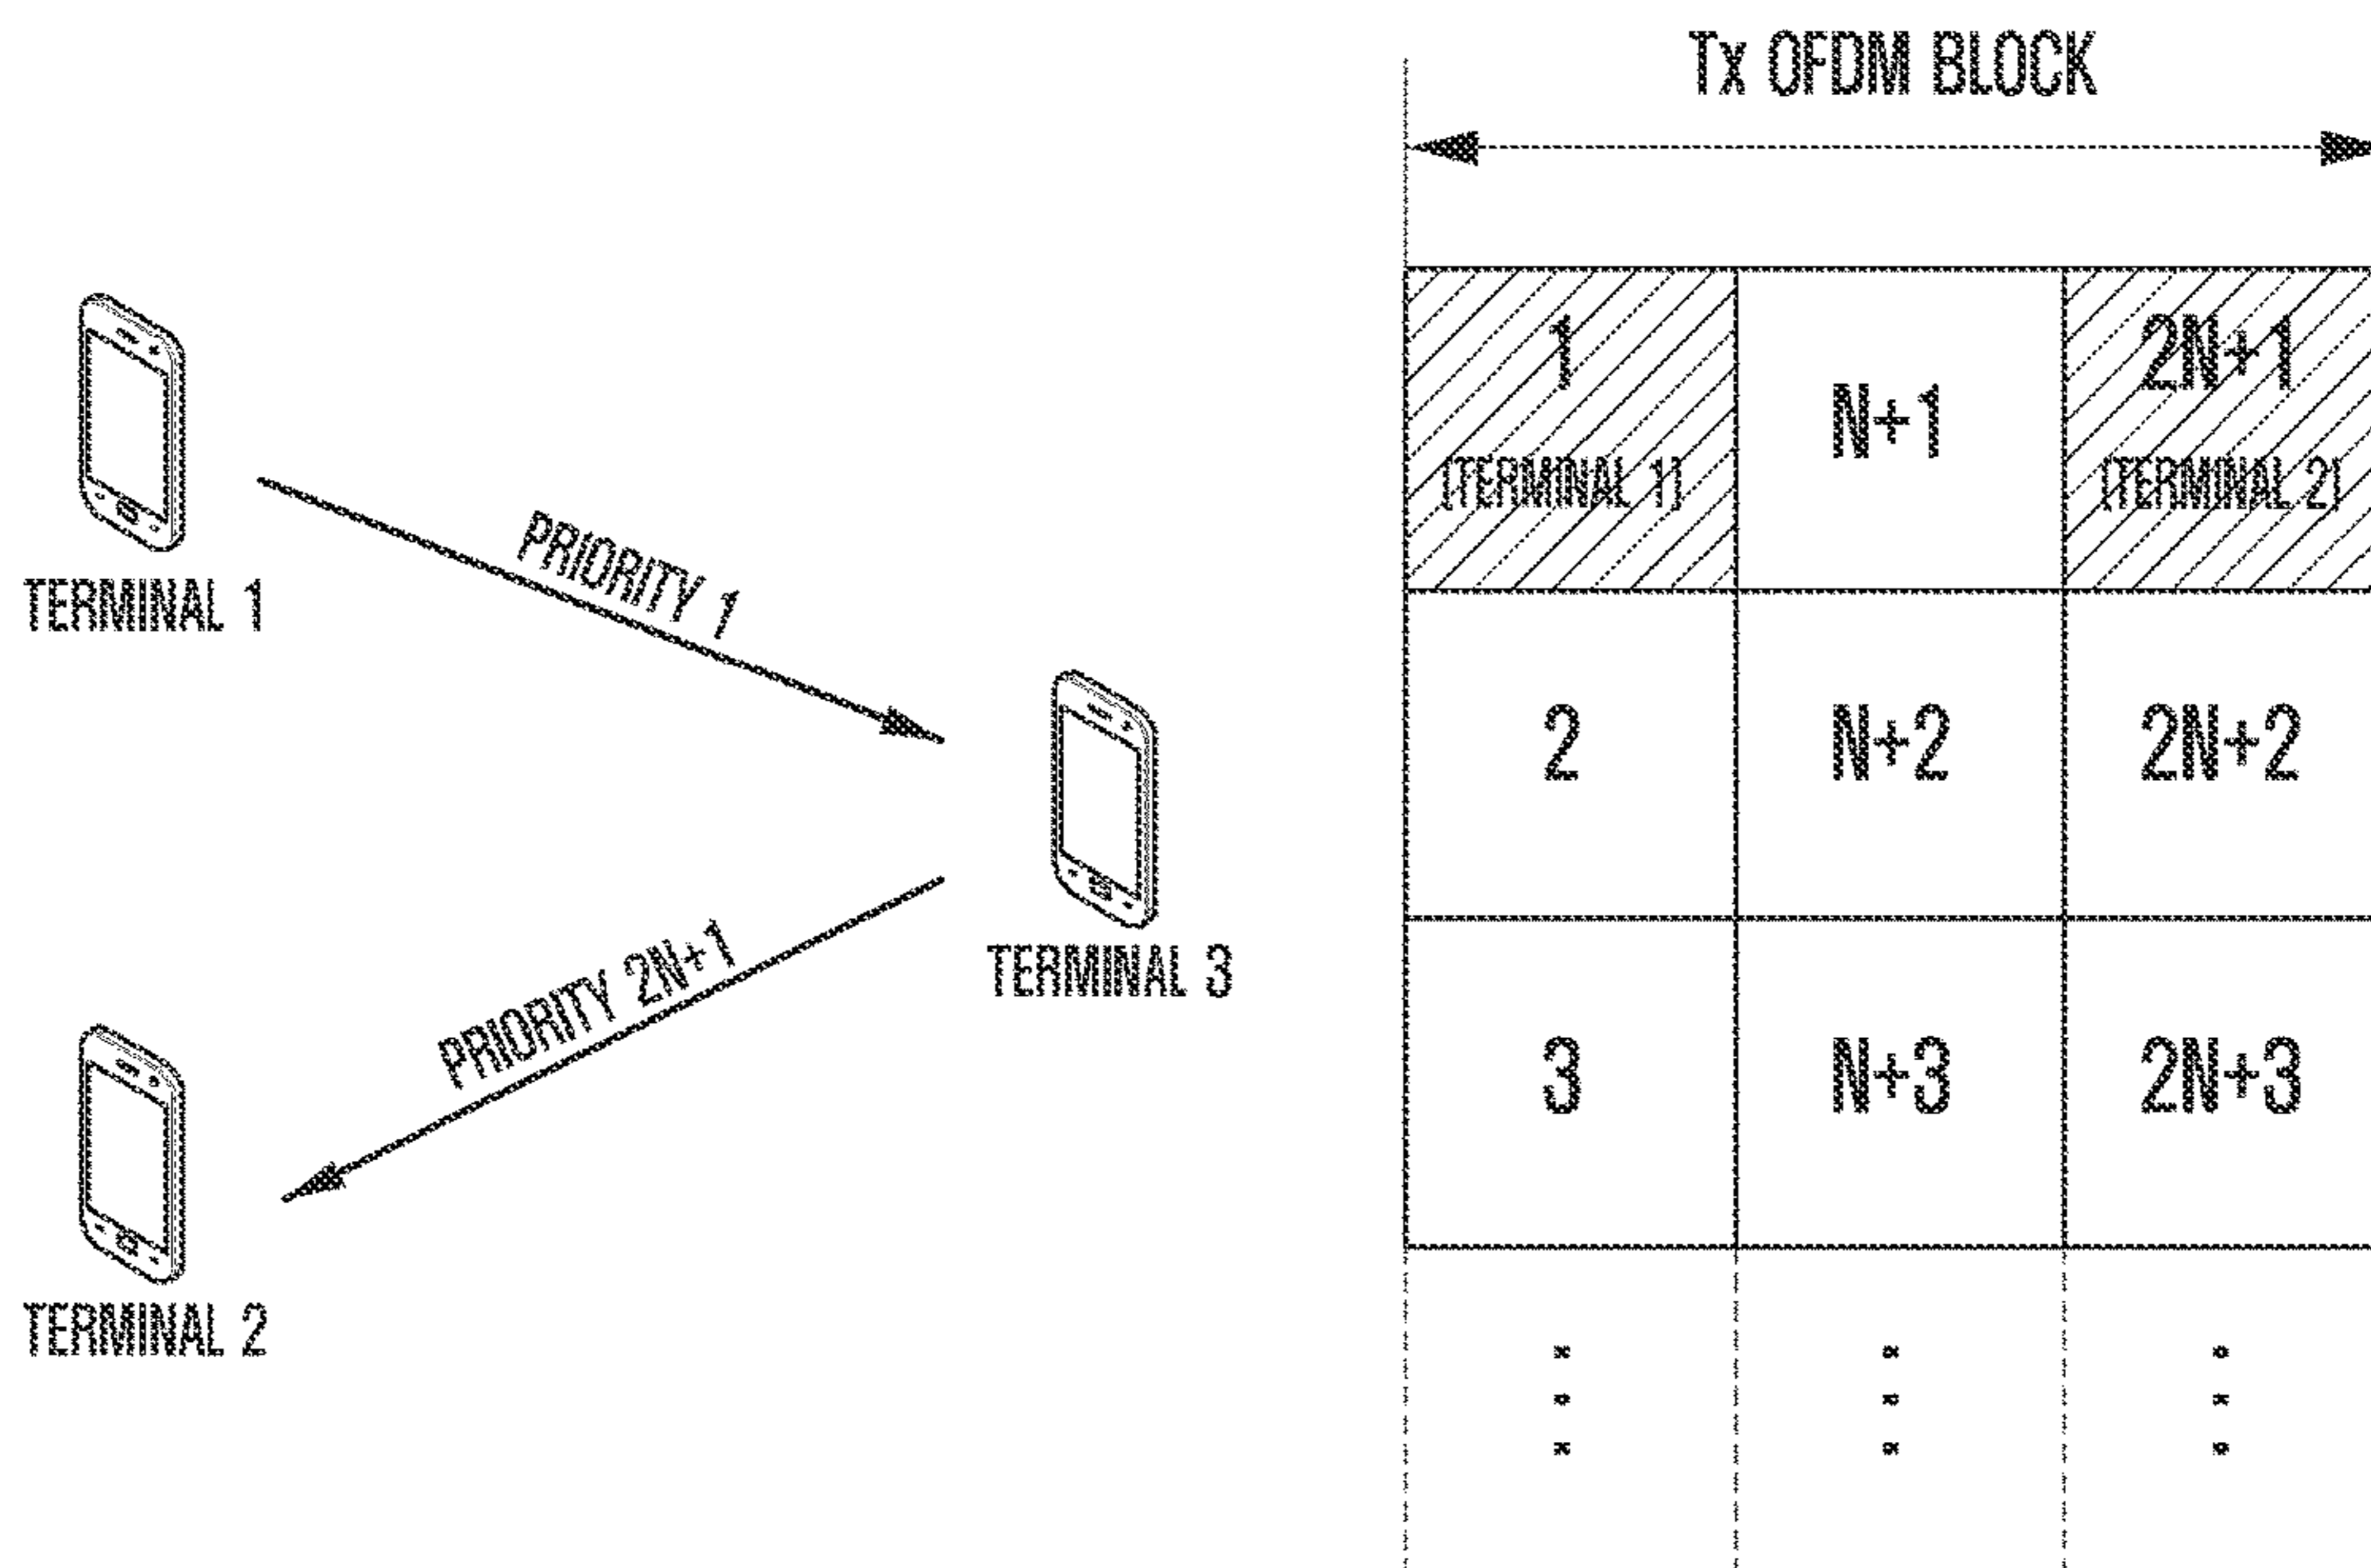 Tx OFDM BLOCK
TERMINAL 1
PRIORITY 1
TERMINAL 3
PRIORITY 2N+1
TERMINAL 2
1
[TERMINAL 1]
N+1
2N+1
[TERMINAL 2]
2
N+2
2N+2
3
N+3
2N+3